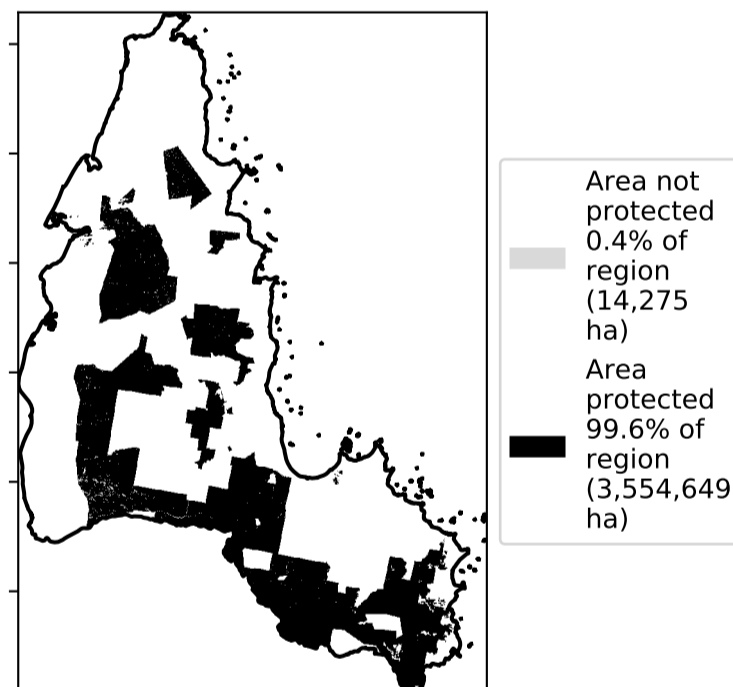 Area not
protected
0.4% of
region
(14,275
ha)
Area
protected
99.6% of
region
(3,554,649
ha)